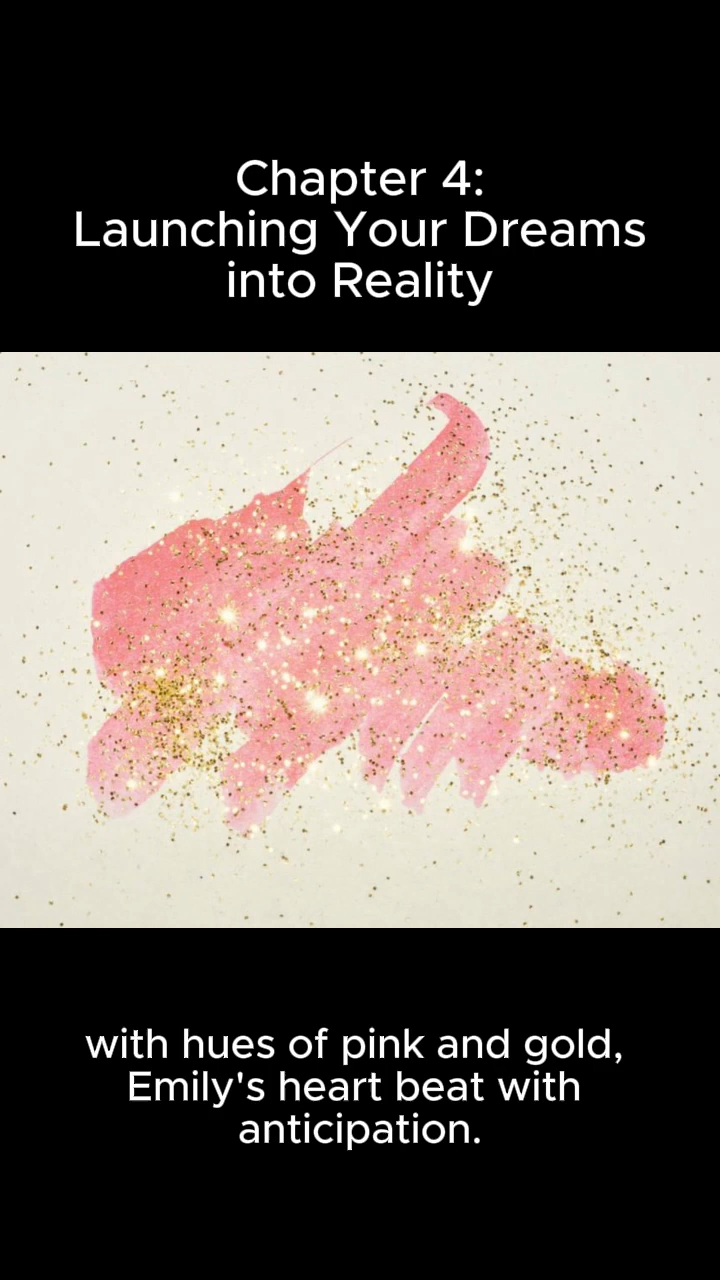 Chapter 4:
Launching Your Dreams
into Reality
with hues of pink and gold,
Emily's heart beat with
anticipation.